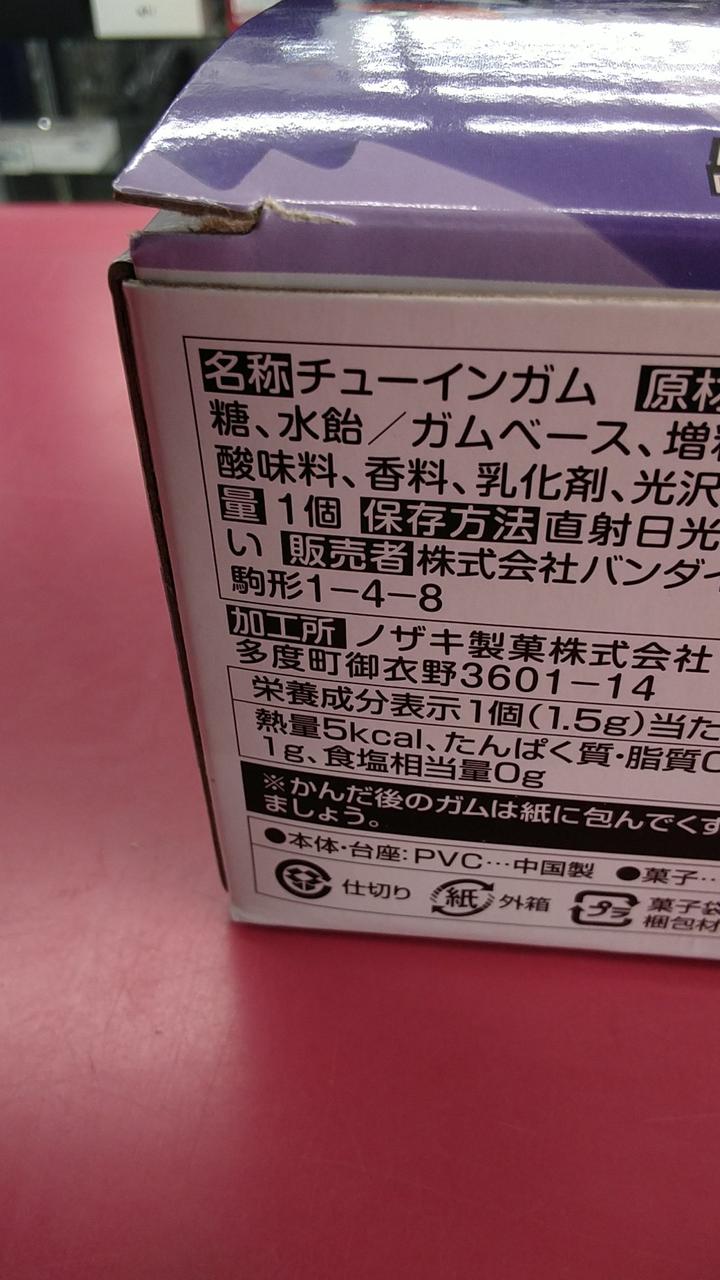 名称 チューインガム 原材
糖、水飴／ガムベース、増粘
酸味料、香料、乳化剤、光沢
量 1個 保存方法 直射日光
い 販売者 株式会社バンダイ
駒形1-4-8
加工所 ノザキ製菓株式会社
多度町御衣野3601-14
栄養成分表示1個(1.5g)当た
熱量5kcal、たんぱく質・脂質0
1g、食塩相当量0g
※かんだ後のガムは紙に包んでくず
ましょう。
●本体・台座:PVC…中国製 ●菓子…
仕切り 紙 外箱 プラ 菓子袋
梱包材